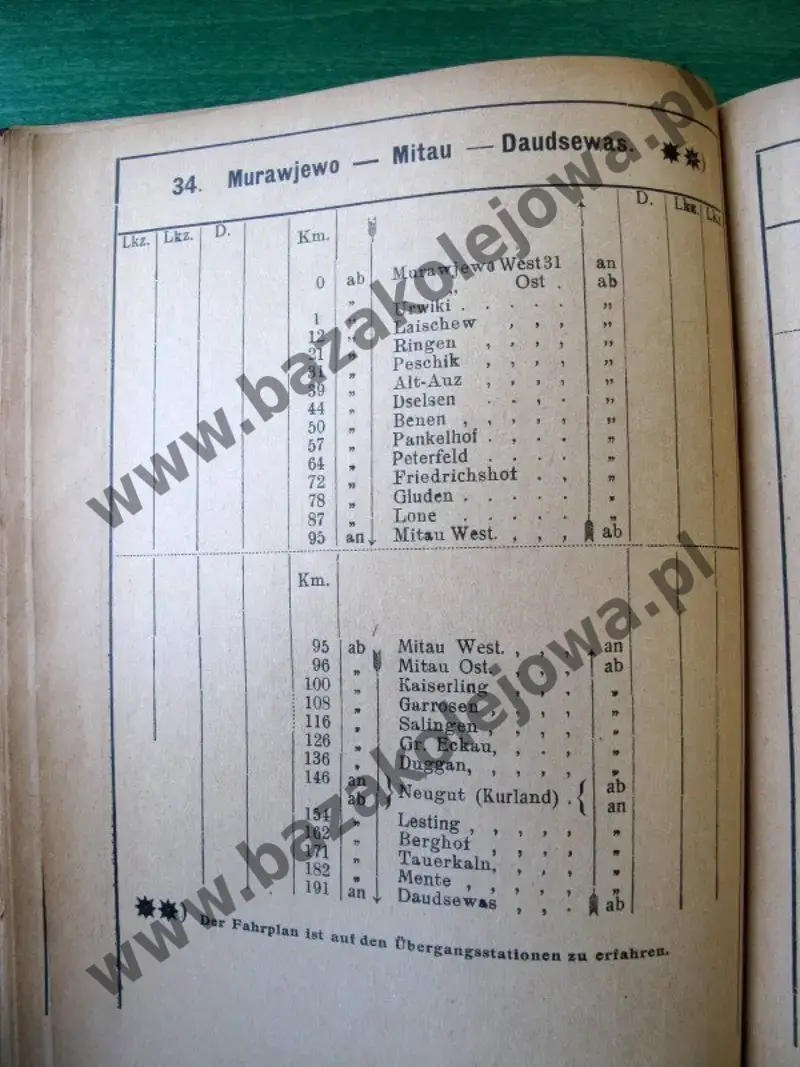 34. Murawjewo — Mitau — Daudsewas. **)
Lkz. Lkz. D. Km. D. Lkz. Lkz.
Murawjewo West31 an
0 ab „ Ost . ab
1 „ Urwiki . . . . . „
12 „ Laischew , , , „
21 „ Ringen , , , , „
31 „ Peschik , , , , „
39 „ Alt-Auz , , , , „
44 „ Dselsen . . , . „
50 „ Benen , , , , , „
57 „ Pankelhof . , . . „
64 „ Peterfeld . . . . „
72 „ Friedrichshof . , „
78 „ Gluden . . . . . „
87 „ Lone . . . . . „
95 an Mitau West. , , , ab
Km.
95 ab Mitau West. , , , an
96 „ Mitau Ost. , , , ab
100 „ Kaiserling , , , „
108 „ Garrosen , , , , „
116 „ Salingen , , , , „
126 „ Gr. Eckau, , . , „
136 „ Duggan, , , , , „
146 an ab
ab Neugut (Kurland) . { an
154 „ Lesting , , , , , „
162 „ Berghof , , , , „
171 „ Tauerkaln, , , , „
182 „ Mente , , , , , „
191 an Daudsewas , , . ab
**) Der Fahrplan ist auf den Übergangsstationen zu erfahren.
www.bazakolejowa.pl
www.bazakolejowa.pl